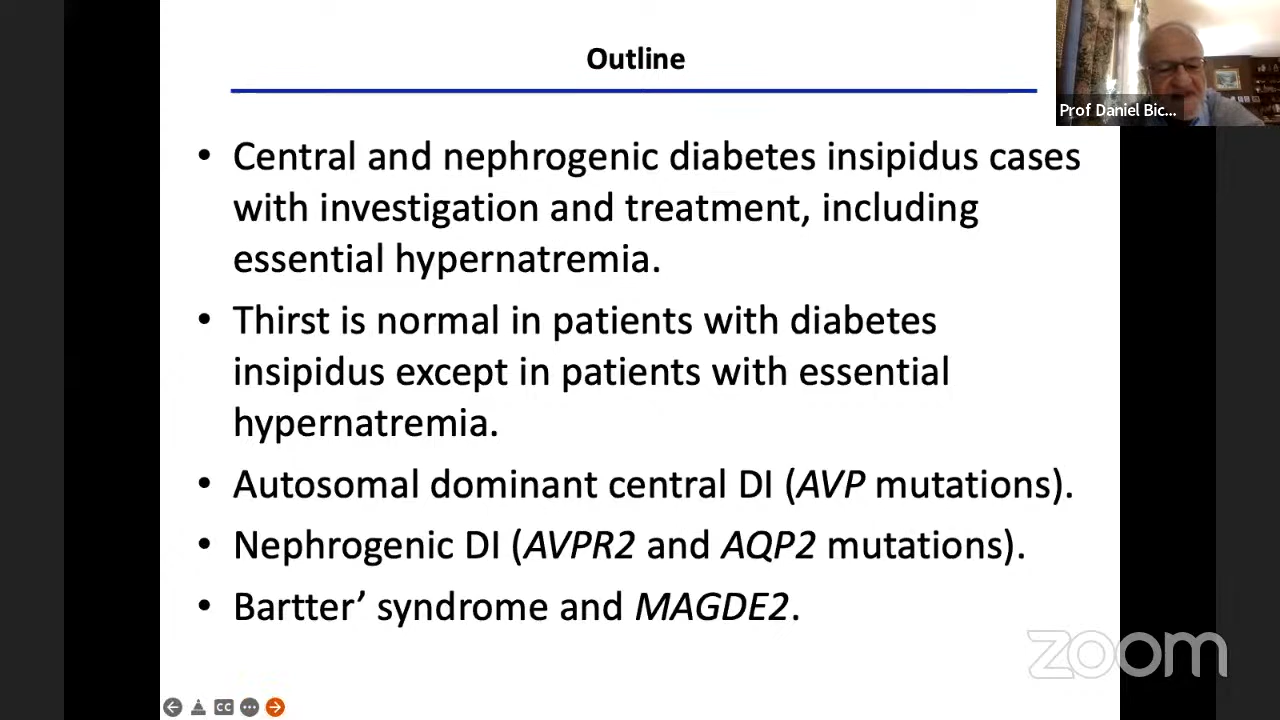 Outline
Prof Daniel Bic...
• Central and nephrogenic diabetes insipidus cases
with investigation and treatment, including
essential hypernatremia.
• Thirst is normal in patients with diabetes
insipidus except in patients with essential
hypernatremia.
• Autosomal dominant central DI (AVP mutations).
• Nephrogenic DI (AVPR2 and AQP2 mutations).
• Bartter’ syndrome and MAGDE2.
zoom
CC